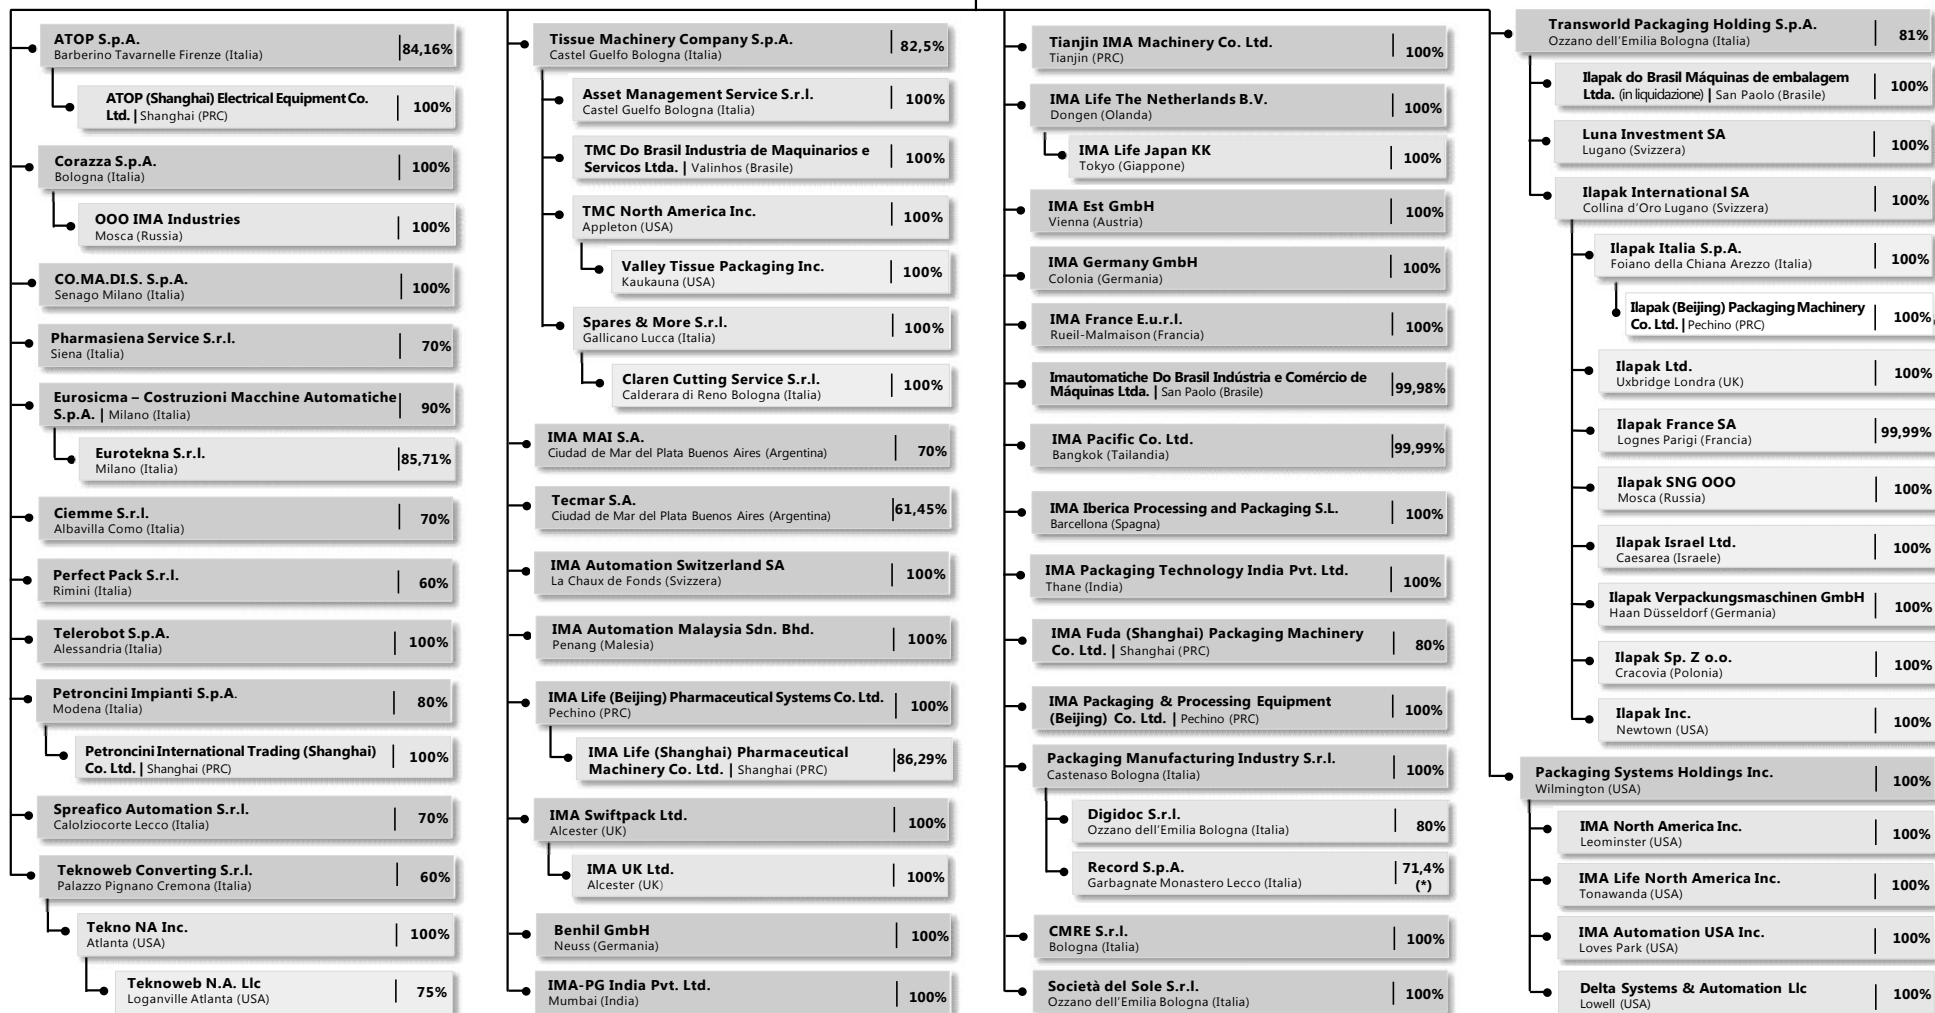 ATOP S.p.A.
Barberino Tavarnelle Firenze (Italia)
84,16%
ATOP (Shanghai) Electrical Equipment Co.
Ltd. | Shanghai (PRC)
100%
Corazza S.p.A.
Bologna (Italia)
100%
OOO IMA Industries
Mosca (Russia)
100%
CO.MA.DI.S. S.p.A.
Senago Milano (Italia)
100%
Pharmasiena Service S.r.l.
Siena (Italia)
70%
Eurosicma – Costruzioni Macchine Automatiche
S.p.A. | Milano (Italia)
90%
Eurotekna S.r.l.
Milano (Italia)
85,71%
Ciemme S.r.l.
Albavilla Como (Italia)
70%
Perfect Pack S.r.l.
Rimini (Italia)
60%
Telerobot S.p.A.
Alessandria (Italia)
100%
Petroncini Impianti S.p.A.
Modena (Italia)
80%
Petroncini International Trading (Shanghai)
Co. Ltd. | Shanghai (PRC)
100%
Spreafico Automation S.r.l.
Calolziocorte Lecco (Italia)
70%
Teknoweb Converting S.r.l.
Palazzo Pignano Cremona (Italia)
60%
Tekno NA Inc.
Atlanta (USA)
100%
Teknoweb N.A. Llc
Loganville Atlanta (USA)
75%
Tissue Machinery Company S.p.A.
Castel Guelfo Bologna (Italia)
82,5%
Asset Management Service S.r.l.
Castel Guelfo Bologna (Italia)
100%
TMC Do Brasil Industria de Maquinarios e
Servicos Ltda. | Valinhos (Brasile)
100%
TMC North America Inc.
Appleton (USA)
100%
Valley Tissue Packaging Inc.
Kaukauna (USA)
100%
Spares & More S.r.l.
Gallicano Lucca (Italia)
100%
Claren Cutting Service S.r.l.
Calderara di Reno Bologna (Italia)
100%
IMA MAI S.A.
Ciudad de Mar del Plata Buenos Aires (Argentina)
70%
Tecmar S.A.
Ciudad de Mar del Plata Buenos Aires (Argentina)
61,45%
IMA Automation Switzerland SA
La Chaux de Fonds (Svizzera)
100%
IMA Automation Malaysia Sdn. Bhd.
Penang (Malesia)
100%
IMA Life (Beijing) Pharmaceutical Systems Co. Ltd.
Pechino (PRC)
100%
IMA Life (Shanghai) Pharmaceutical
Machinery Co. Ltd. | Shanghai (PRC)
86,29%
IMA Swiftpack Ltd.
Alcester (UK)
100%
IMA UK Ltd.
Alcester (UK)
100%
Benhil GmbH
Neuss (Germania)
100%
IMA-PG India Pvt. Ltd.
Mumbai (India)
100%
Tianjin IMA Machinery Co. Ltd.
Tianjin (PRC)
100%
IMA Life The Netherlands B.V.
Dongen (Olanda)
100%
IMA Life Japan KK
Tokyo (Giappone)
100%
IMA Est GmbH
Vienna (Austria)
100%
IMA Germany GmbH
Colonia (Germania)
100%
IMA France E.u.r.l.
Rueil-Malmaison (Francia)
100%
Imautomatiche Do Brasil Indústria e Comércio de
Máquinas Ltda. | San Paolo (Brasile)
99,98%
IMA Pacific Co. Ltd.
Bangkok (Tailandia)
99,99%
IMA Iberica Processing and Packaging S.L.
Barcellona (Spagna)
100%
IMA Packaging Technology India Pvt. Ltd.
Thane (India)
100%
IMA Fuda (Shanghai) Packaging Machinery
Co. Ltd. | Shanghai (PRC)
80%
IMA Packaging & Processing Equipment
(Beijing) Co. Ltd. | Pechino (PRC)
100%
Packaging Manufacturing Industry S.r.l.
Castenaso Bologna (Italia)
100%
Digidoc S.r.l.
Ozzano dell'Emilia Bologna (Italia)
80%
Record S.p.A.
Garbagnate Monastero Lecco (Italia)
71,4%
(*)
CMRE S.r.l.
Bologna (Italia)
100%
Società del Sole S.r.l.
Ozzano dell'Emilia Bologna (Italia)
100%
Transworld Packaging Holding S.p.A.
Ozzano dell'Emilia Bologna (Italia)
81%
Ilapak do Brasil Máquinas de embalagem
Ltda. (in liquidazione) | San Paolo (Brasile)
100%
Luna Investment SA
Lugano (Svizzera)
100%
Ilapak International SA
Collina d'Oro Lugano (Svizzera)
100%
Ilapak Italia S.p.A.
Foiano della Chiana Arezzo (Italia)
100%
Ilapak (Beijing) Packaging Machinery
Co. Ltd. | Pechino (PRC)
100%
Ilapak Ltd.
Uxbridge Londra (UK)
100%
Ilapak France SA
Lognes Parigi (Francia)
99,99%
Ilapak SNG OOO
Mosca (Russia)
100%
Ilapak Israel Ltd.
Caesarea (Israele)
100%
Ilapak Verpackungsmaschinen GmbH
Haan Düsseldorf (Germania)
100%
Ilapak Sp. Z o.o.
Cracovia (Polonia)
100%
Ilapak Inc.
Newtown (USA)
100%
Packaging Systems Holdings Inc.
Wilmington (USA)
100%
IMA North America Inc.
Leominster (USA)
100%
IMA Life North America Inc.
Tonawanda (USA)
100%
IMA Automation USA Inc.
Loves Park (USA)
100%
Delta Systems & Automation Llc
Lowell (USA)
100%